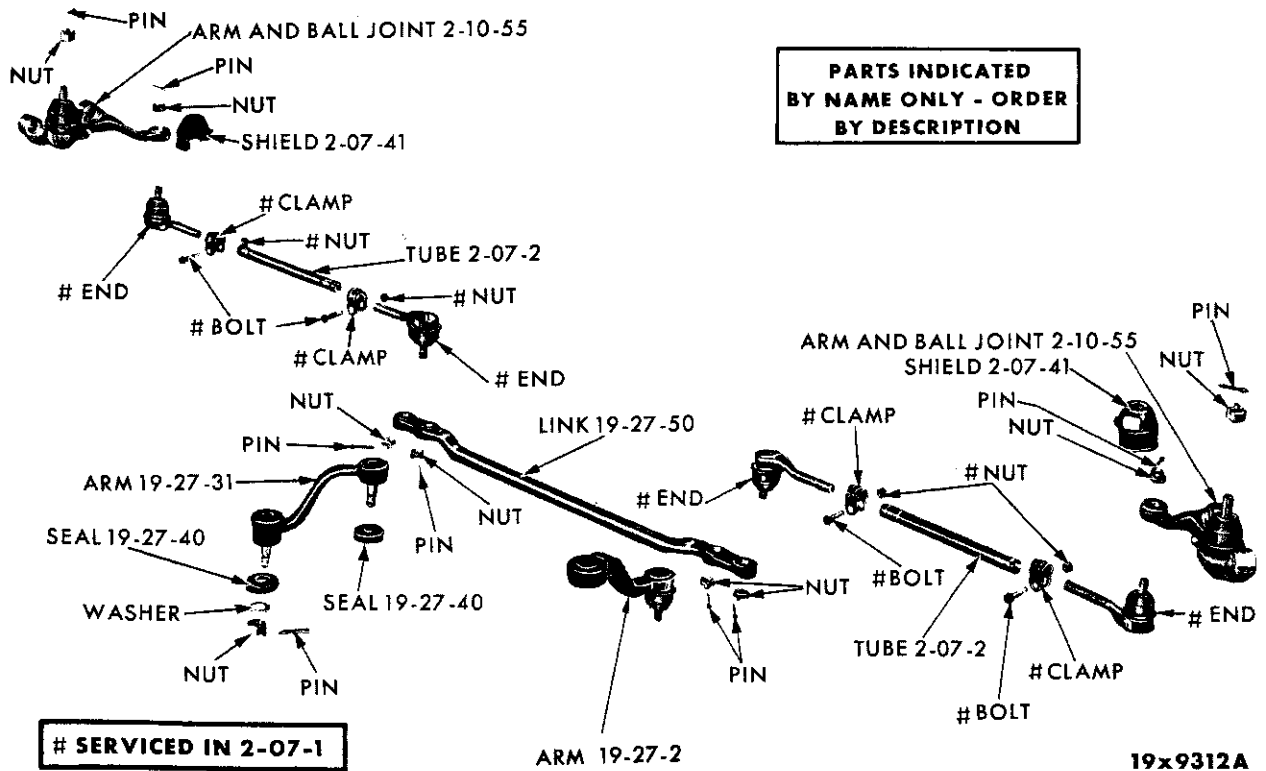 PIN
ARM AND BALL JOINT 2-10-55
NUT
PIN
NUT
SHIELD 2-07-41
PARTS INDICATED
BY NAME ONLY - ORDER
BY DESCRIPTION
# CLAMP
# NUT
TUBE 2-07-2
# END
# NUT
# BOLT
# CLAMP
# END
NUT
PIN
LINK 19-27-50
ARM 19-27-31
NUT
PIN
SEAL 19-27-40
SEAL 19-27-40
WASHER
NUT
PIN
ARM AND BALL JOINT 2-10-55
SHIELD 2-07-41
PIN
NUT
PIN
NUT
# CLAMP
# NUT
# END
# BOLT
NUT
PIN
TUBE 2-07-2
# END
# CLAMP
# BOLT
ARM 19-27-2
# SERVICED IN 2-07-1
19x9312A